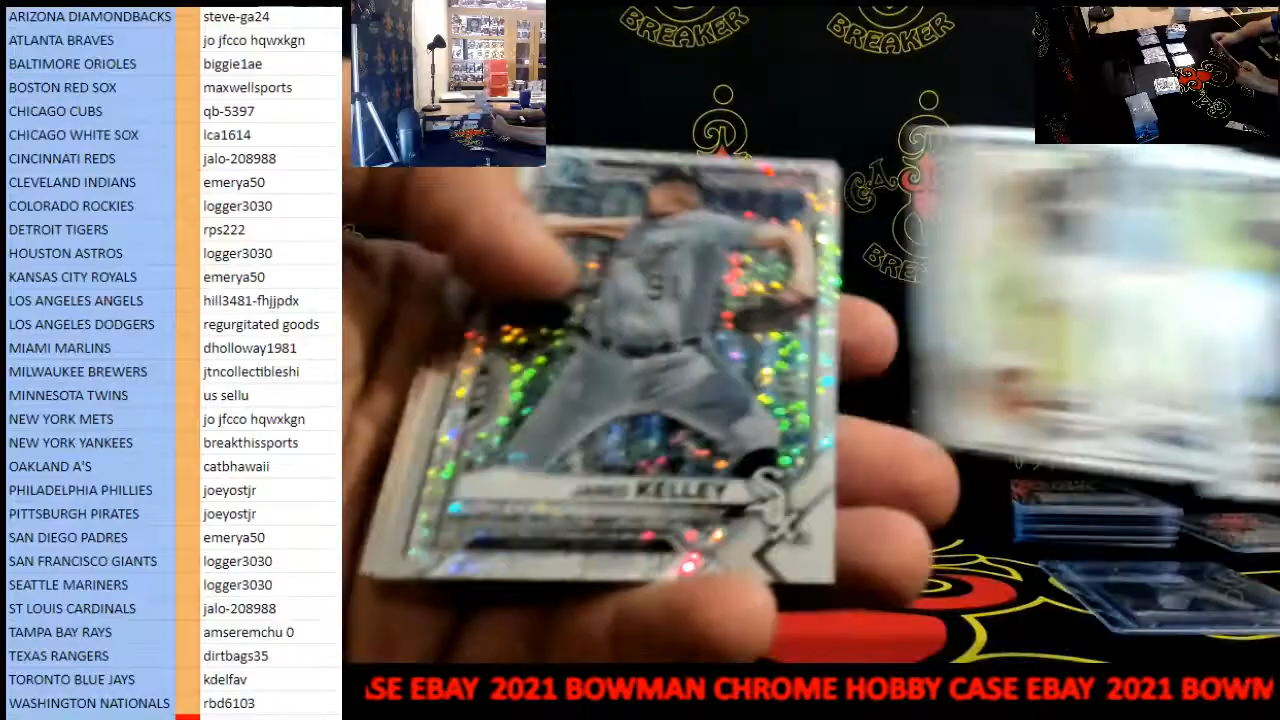 ARIZONA DIAMONDBACKS steve-ga24
ATLANTA BRAVES jo jfcco hqwxkgn
BALTIMORE ORIOLES biggie1ae
BOSTON RED SOX maxwellsports
CHICAGO CUBS qb-5397
CHICAGO WHITE SOX lca1614
CINCINNATI REDS jalo-208988
CLEVELAND INDIANS emerya50
COLORADO ROCKIES logger3030
DETROIT TIGERS rps222
HOUSTON ASTROS logger3030
KANSAS CITY ROYALS emerya50
LOS ANGELES ANGELS hill3481-fhjjpdx
LOS ANGELES DODGERS regurgitated goods
MIAMI MARLINS dholloway1981
MILWAUKEE BREWERS jtncollectibleshi
MINNESOTA TWINS us sellu
NEW YORK METS jo jfcco hqwxkgn
NEW YORK YANKEES breakthissports
OAKLAND A'S catbhawaii
PHILADELPHIA PHILLIES joeyostjr
PITTSBURGH PIRATES joeyostjr
SAN DIEGO PADRES emerya50
SAN FRANCISCO GIANTS logger3030
SEATTLE MARINERS logger3030
ST LOUIS CARDINALS jalo-208988
TAMPA BAY RAYS amseremchu 0
TEXAS RANGERS dirtbags35
TORONTO BLUE JAYS kdelfav
WASHINGTON NATIONALS rbd6103
BREAKER BREAKER
BREA
91
JARED KELLEY
SOX
SE EBAY 2021 BOWMAN CHROME HOBBY CASE EBAY 2021 BOWM